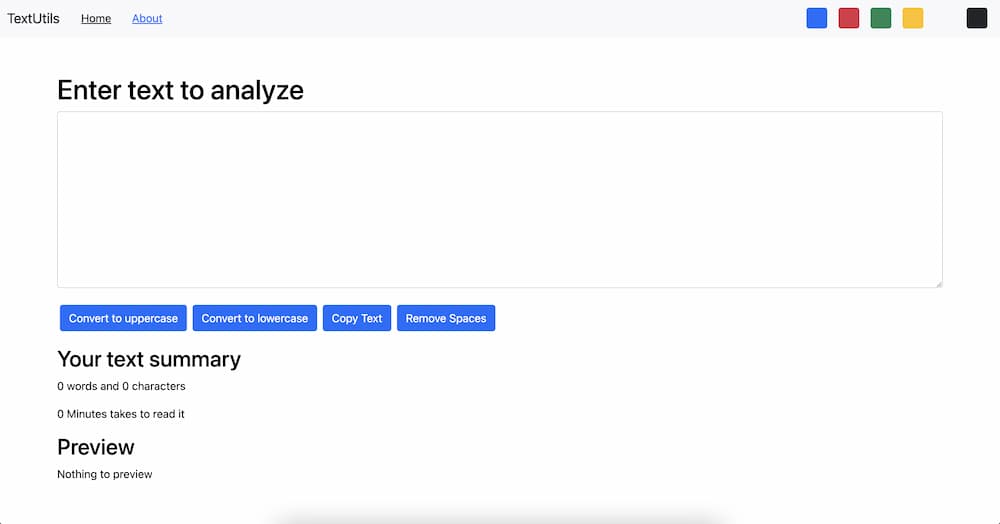 TextUtils Home About
Enter text to analyze
Convert to uppercase Convert to lowercase Copy Text Remove Spaces
Your text summary
0 words and 0 characters
0 Minutes takes to read it
Preview
Nothing to preview